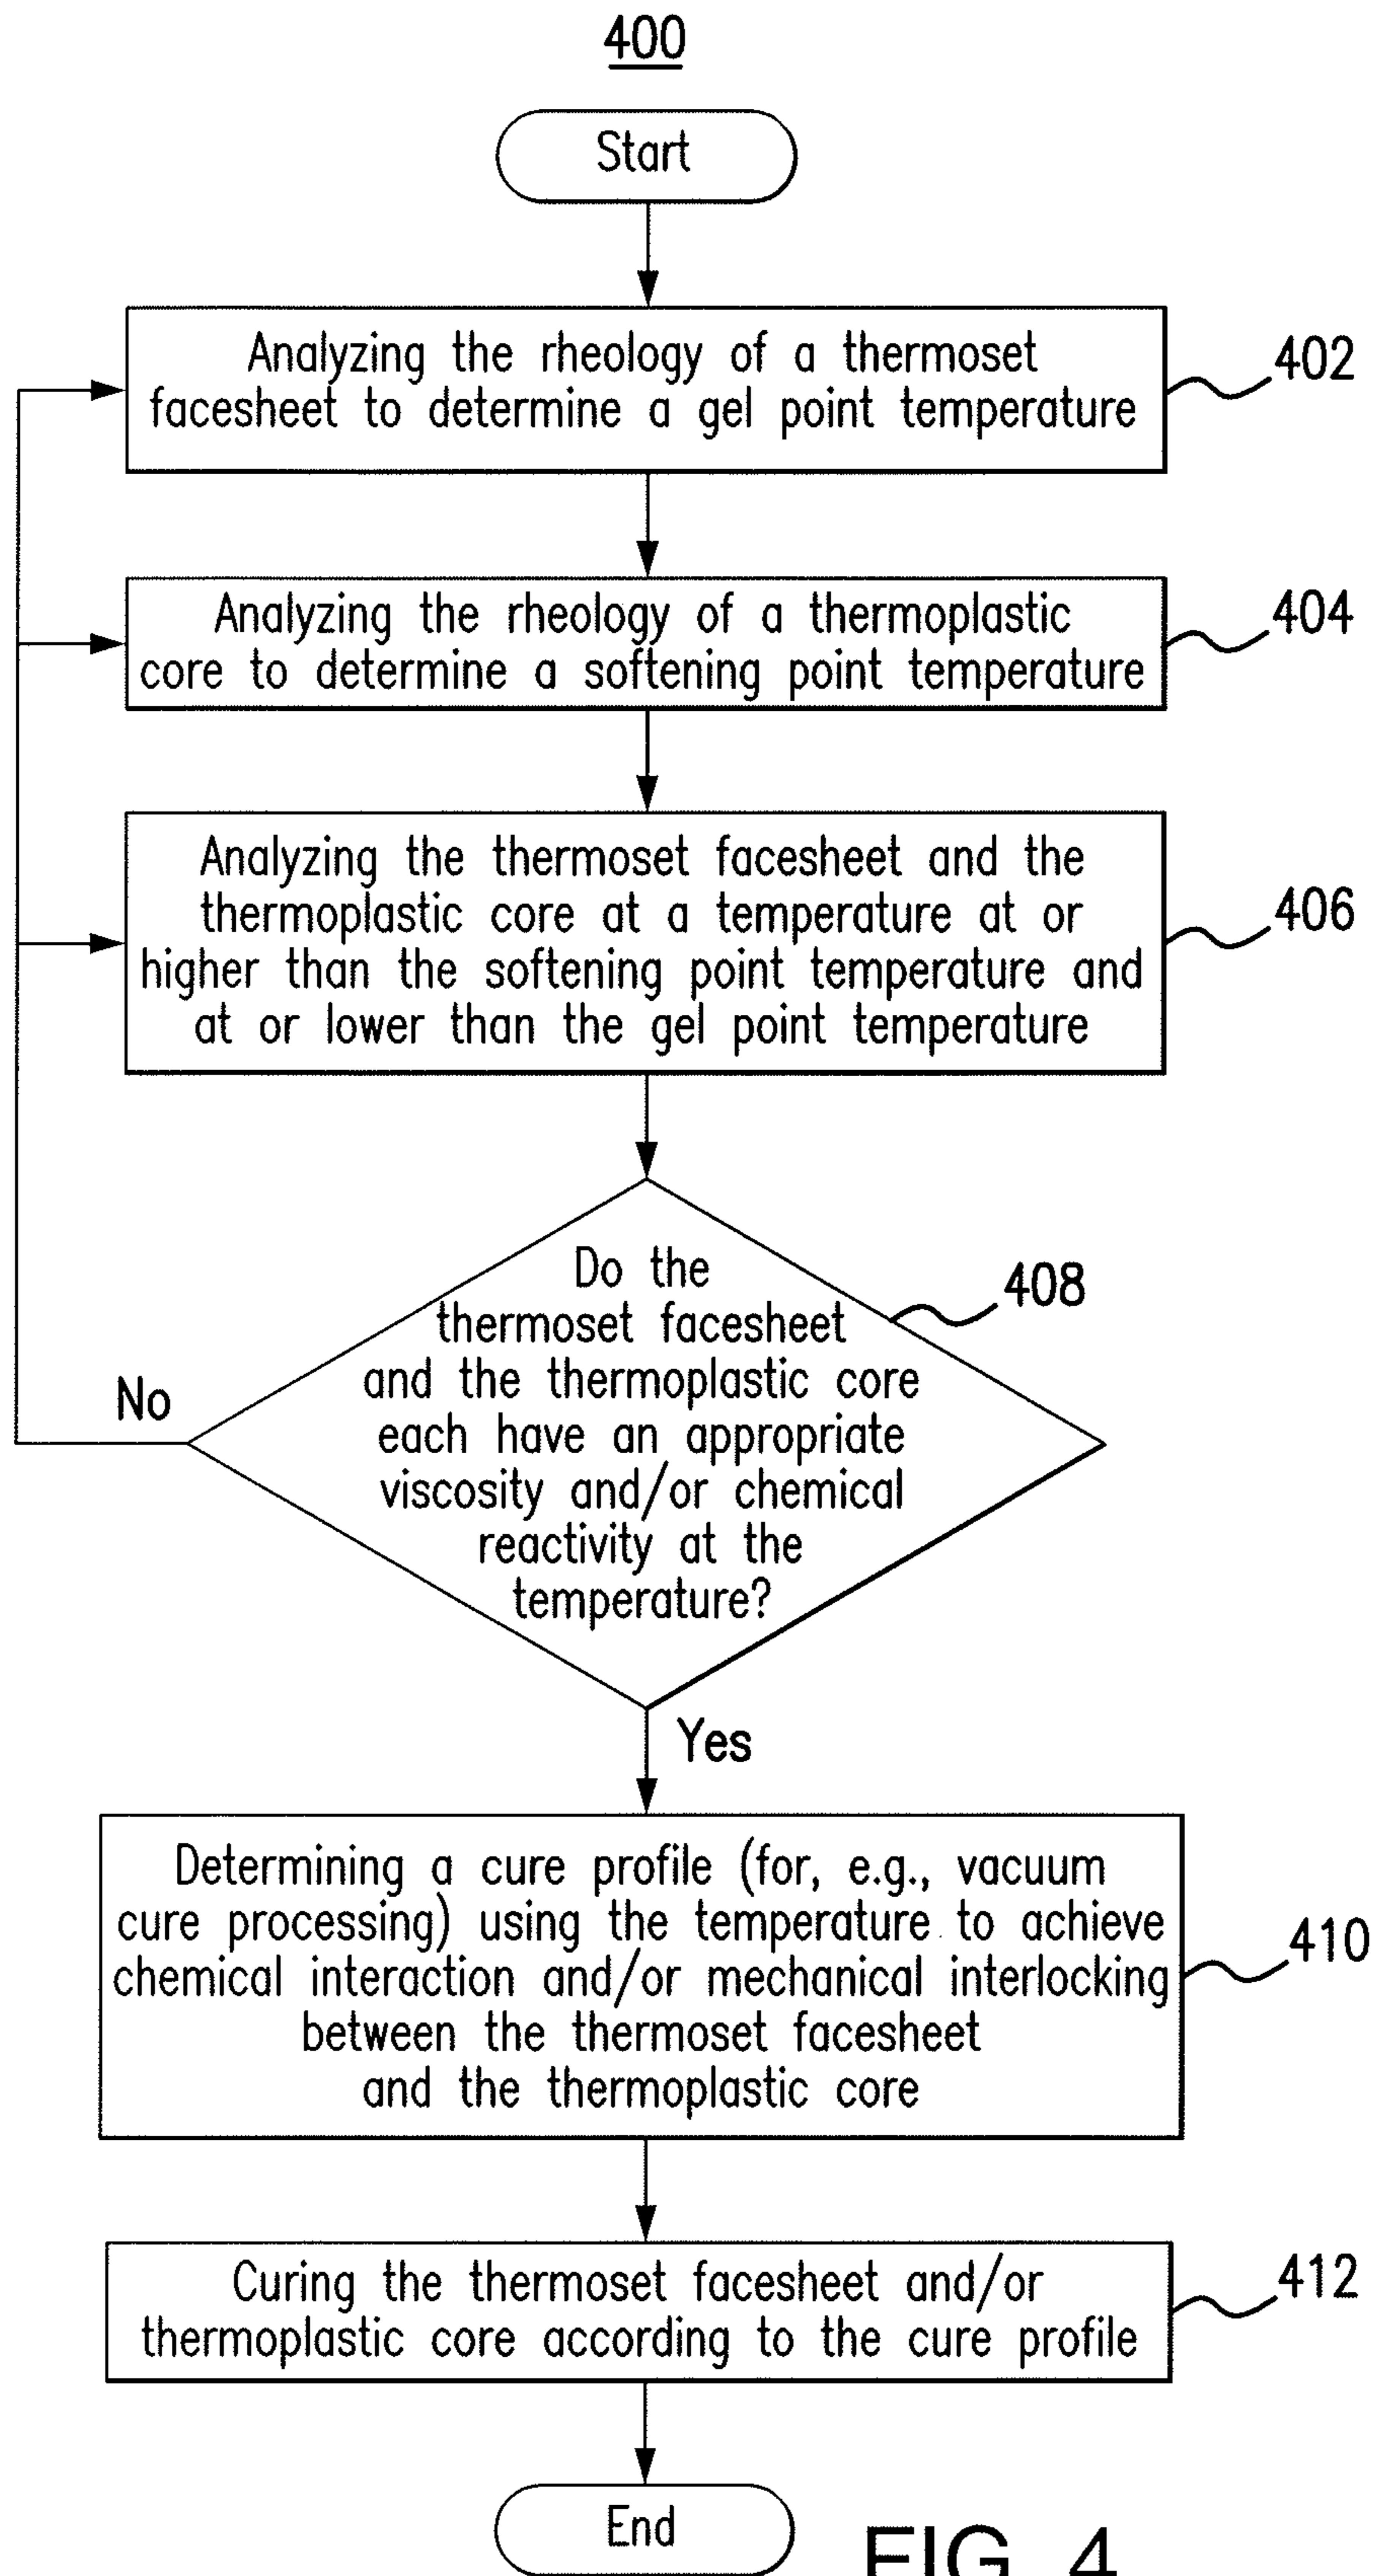 400
Start
Analyzing the rheology of a thermoset
facesheet to determine a gel point temperature
402
Analyzing the rheology of a thermoplastic
core to determine a softening point temperature
404
Analyzing the thermoset facesheet and the
thermoplastic core at a temperature at or
higher than the softening point temperature and
at or lower than the gel point temperature
406
Do the
thermoset facesheet
and the thermoplastic core
each have an appropriate
viscosity and/or chemical
reactivity at the
temperature?
408
No
Yes
Determining a cure profile (for, e.g., vacuum
cure processing) using the temperature to achieve
chemical interaction and/or mechanical interlocking
between the thermoset facesheet
and the thermoplastic core
410
Curing the thermoset facesheet and/or
thermoplastic core according to the cure profile
412
End
FIG. 4